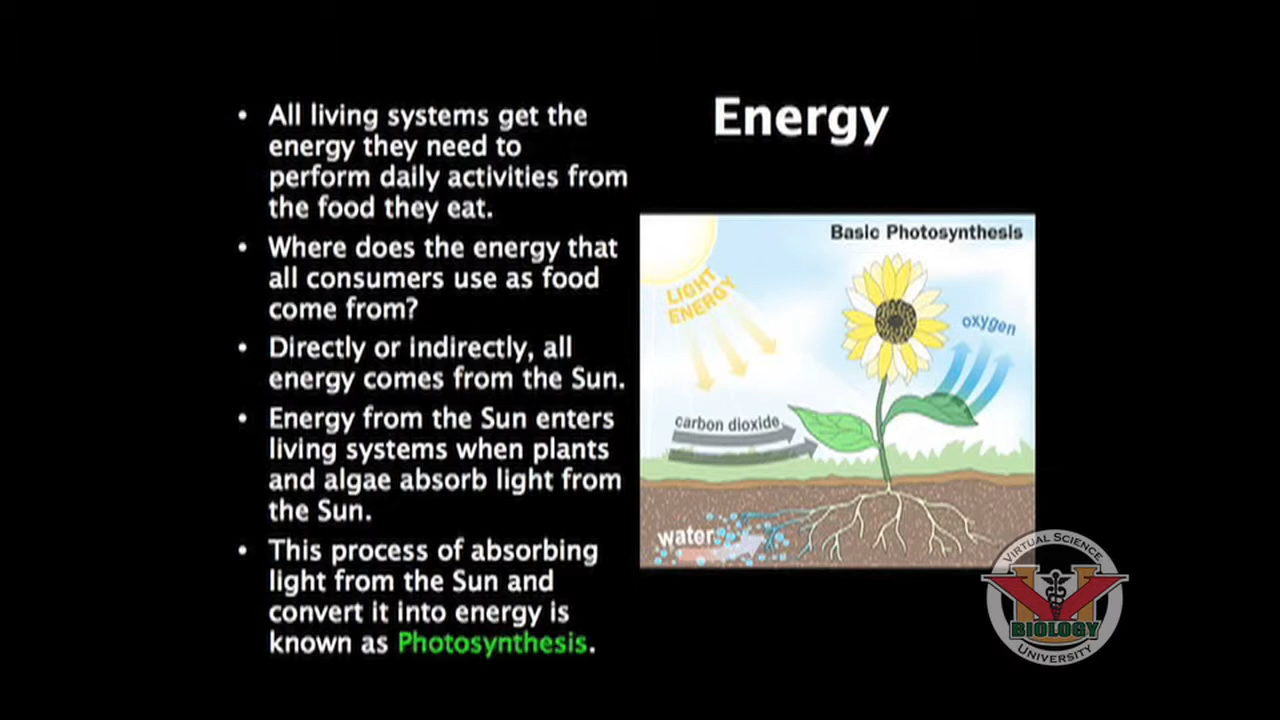 Energy
• All living systems get the
energy they need to
perform daily activities from
the food they eat.
• Where does the energy that
all consumers use as food
come from?
• Directly or indirectly, all
energy comes from the Sun.
• Energy from the Sun enters
living systems when plants
and algae absorb light from
the Sun.
• This process of absorbing
light from the Sun and
convert it into energy is
known as Photosynthesis.
Basic Photosynthesis
LIGHT
ENERGY
oxygen
carbon dioxide
water
VIRTUAL SCIENCE
VU
BIOLOGY
UNIVERSITY